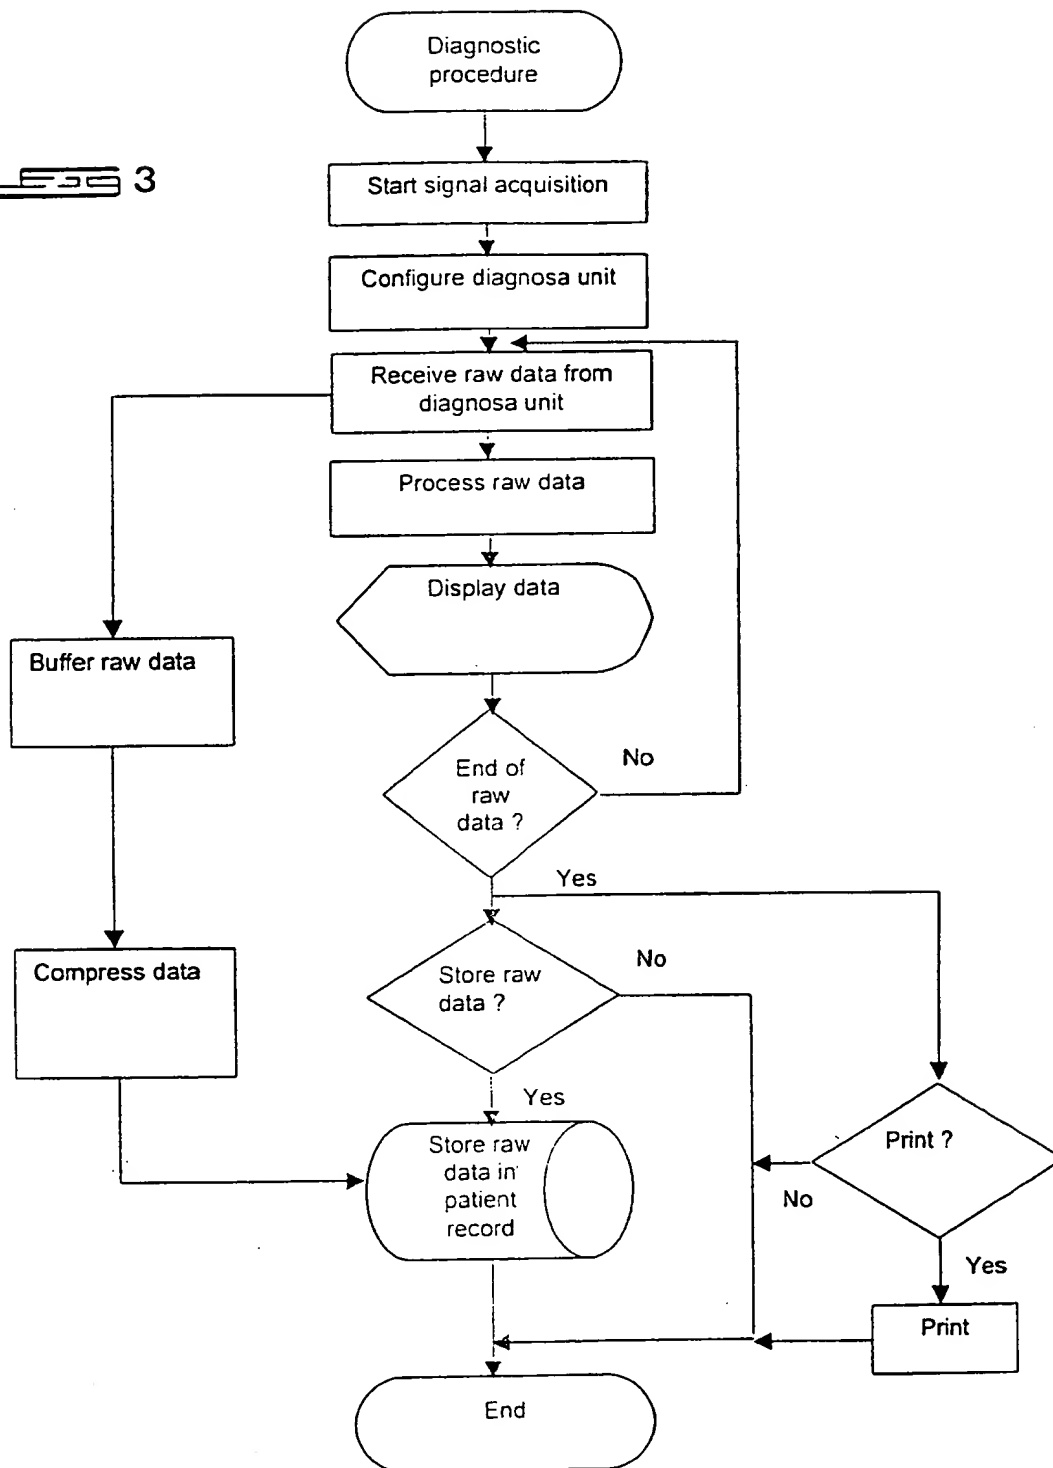 Diagnostic
procedure
3
Start signal acquisition
Configure diagnosa unit
Receive raw data from
diagnosa unit
Process raw data
Display data
Buffer raw data
End of
raw
data ?
No
Yes
Compress data
Store raw
data ?
No
Yes
Store raw
data in
patient
record
Print ?
No
Yes
Print
End